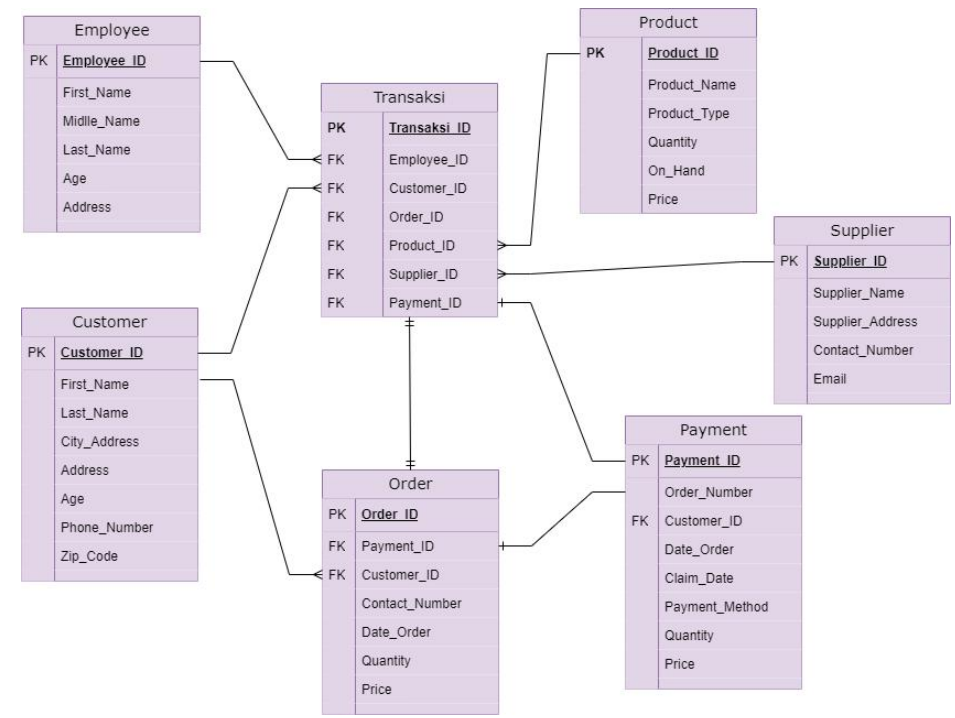 Employee
PK Employee_ID
First_Name
Midlle_Name
Last_Name
Age
Address
Customer
PK Customer_ID
First_Name
Last_Name
City_Address
Address
Age
Phone_Number
Zip_Code
Transaksi
PK Transaksi_ID
FK Employee_ID
FK Customer_ID
FK Order_ID
FK Product_ID
FK Supplier_ID
FK Payment_ID
Order
PK Order_ID
FK Payment_ID
FK Customer_ID
Contact_Number
Date_Order
Quantity
Price
Product
PK Product_ID
Product_Name
Product_Type
Quantity
On_Hand
Price
Supplier
PK Supplier_ID
Supplier_Name
Supplier_Address
Contact_Number
Email
Payment
PK Payment_ID
Order_Number
FK Customer_ID
Date_Order
Claim_Date
Payment_Method
Quantity
Price